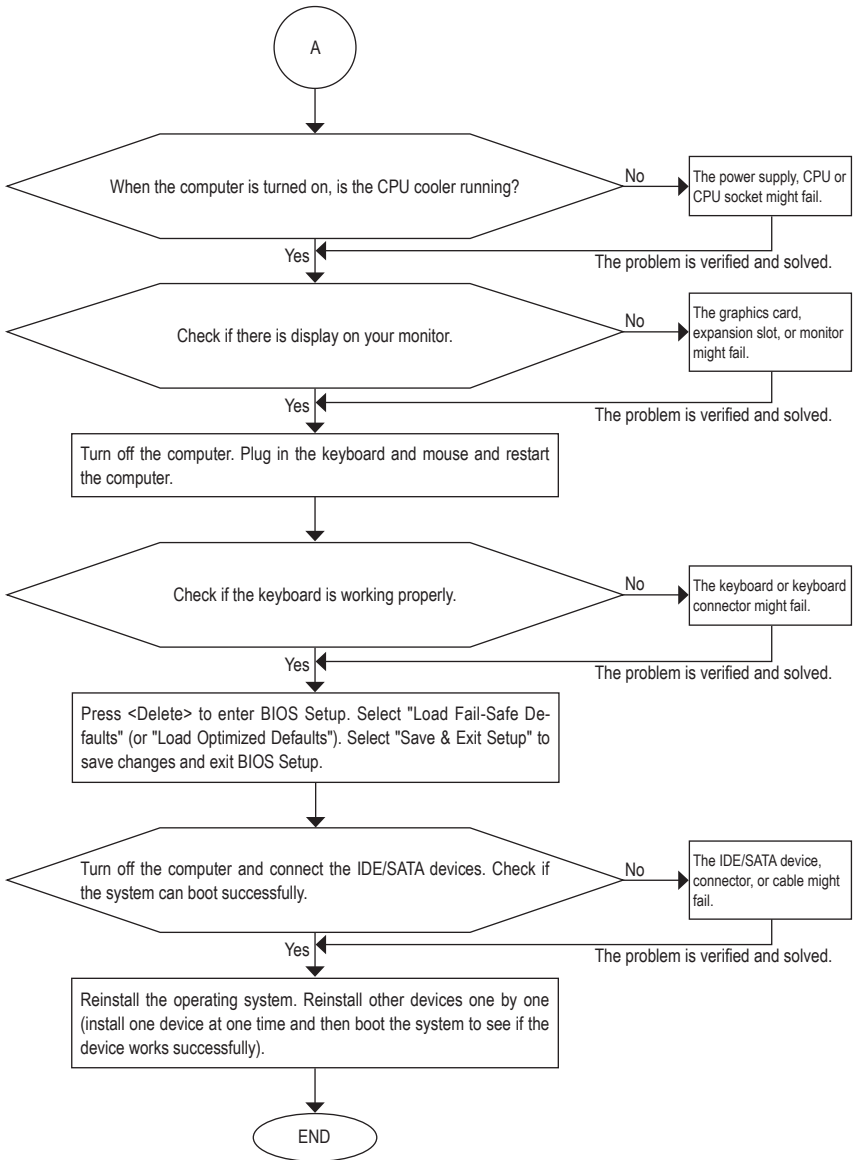 A
When the computer is turned on, is the CPU cooler running?
No
The power supply, CPU or
CPU socket might fail.
Yes
The problem is verified and solved.
Check if there is display on your monitor.
No
The graphics card,
expansion slot, or monitor
might fail.
Yes
The problem is verified and solved.
Turn off the computer. Plug in the keyboard and mouse and restart
the computer.
Check if the keyboard is working properly.
No
The keyboard or keyboard
connector might fail.
Yes
The problem is verified and solved.
Press <Delete> to enter BIOS Setup. Select "Load Fail-Safe De-
faults" (or "Load Optimized Defaults"). Select "Save & Exit Setup" to
save changes and exit BIOS Setup.
Turn off the computer and connect the IDE/SATA devices. Check if
the system can boot successfully.
No
The IDE/SATA device,
connector, or cable might
fail.
Yes
The problem is verified and solved.
Reinstall the operating system. Reinstall other devices one by one
(install one device at one time and then boot the system to see if the
device works successfully).
END